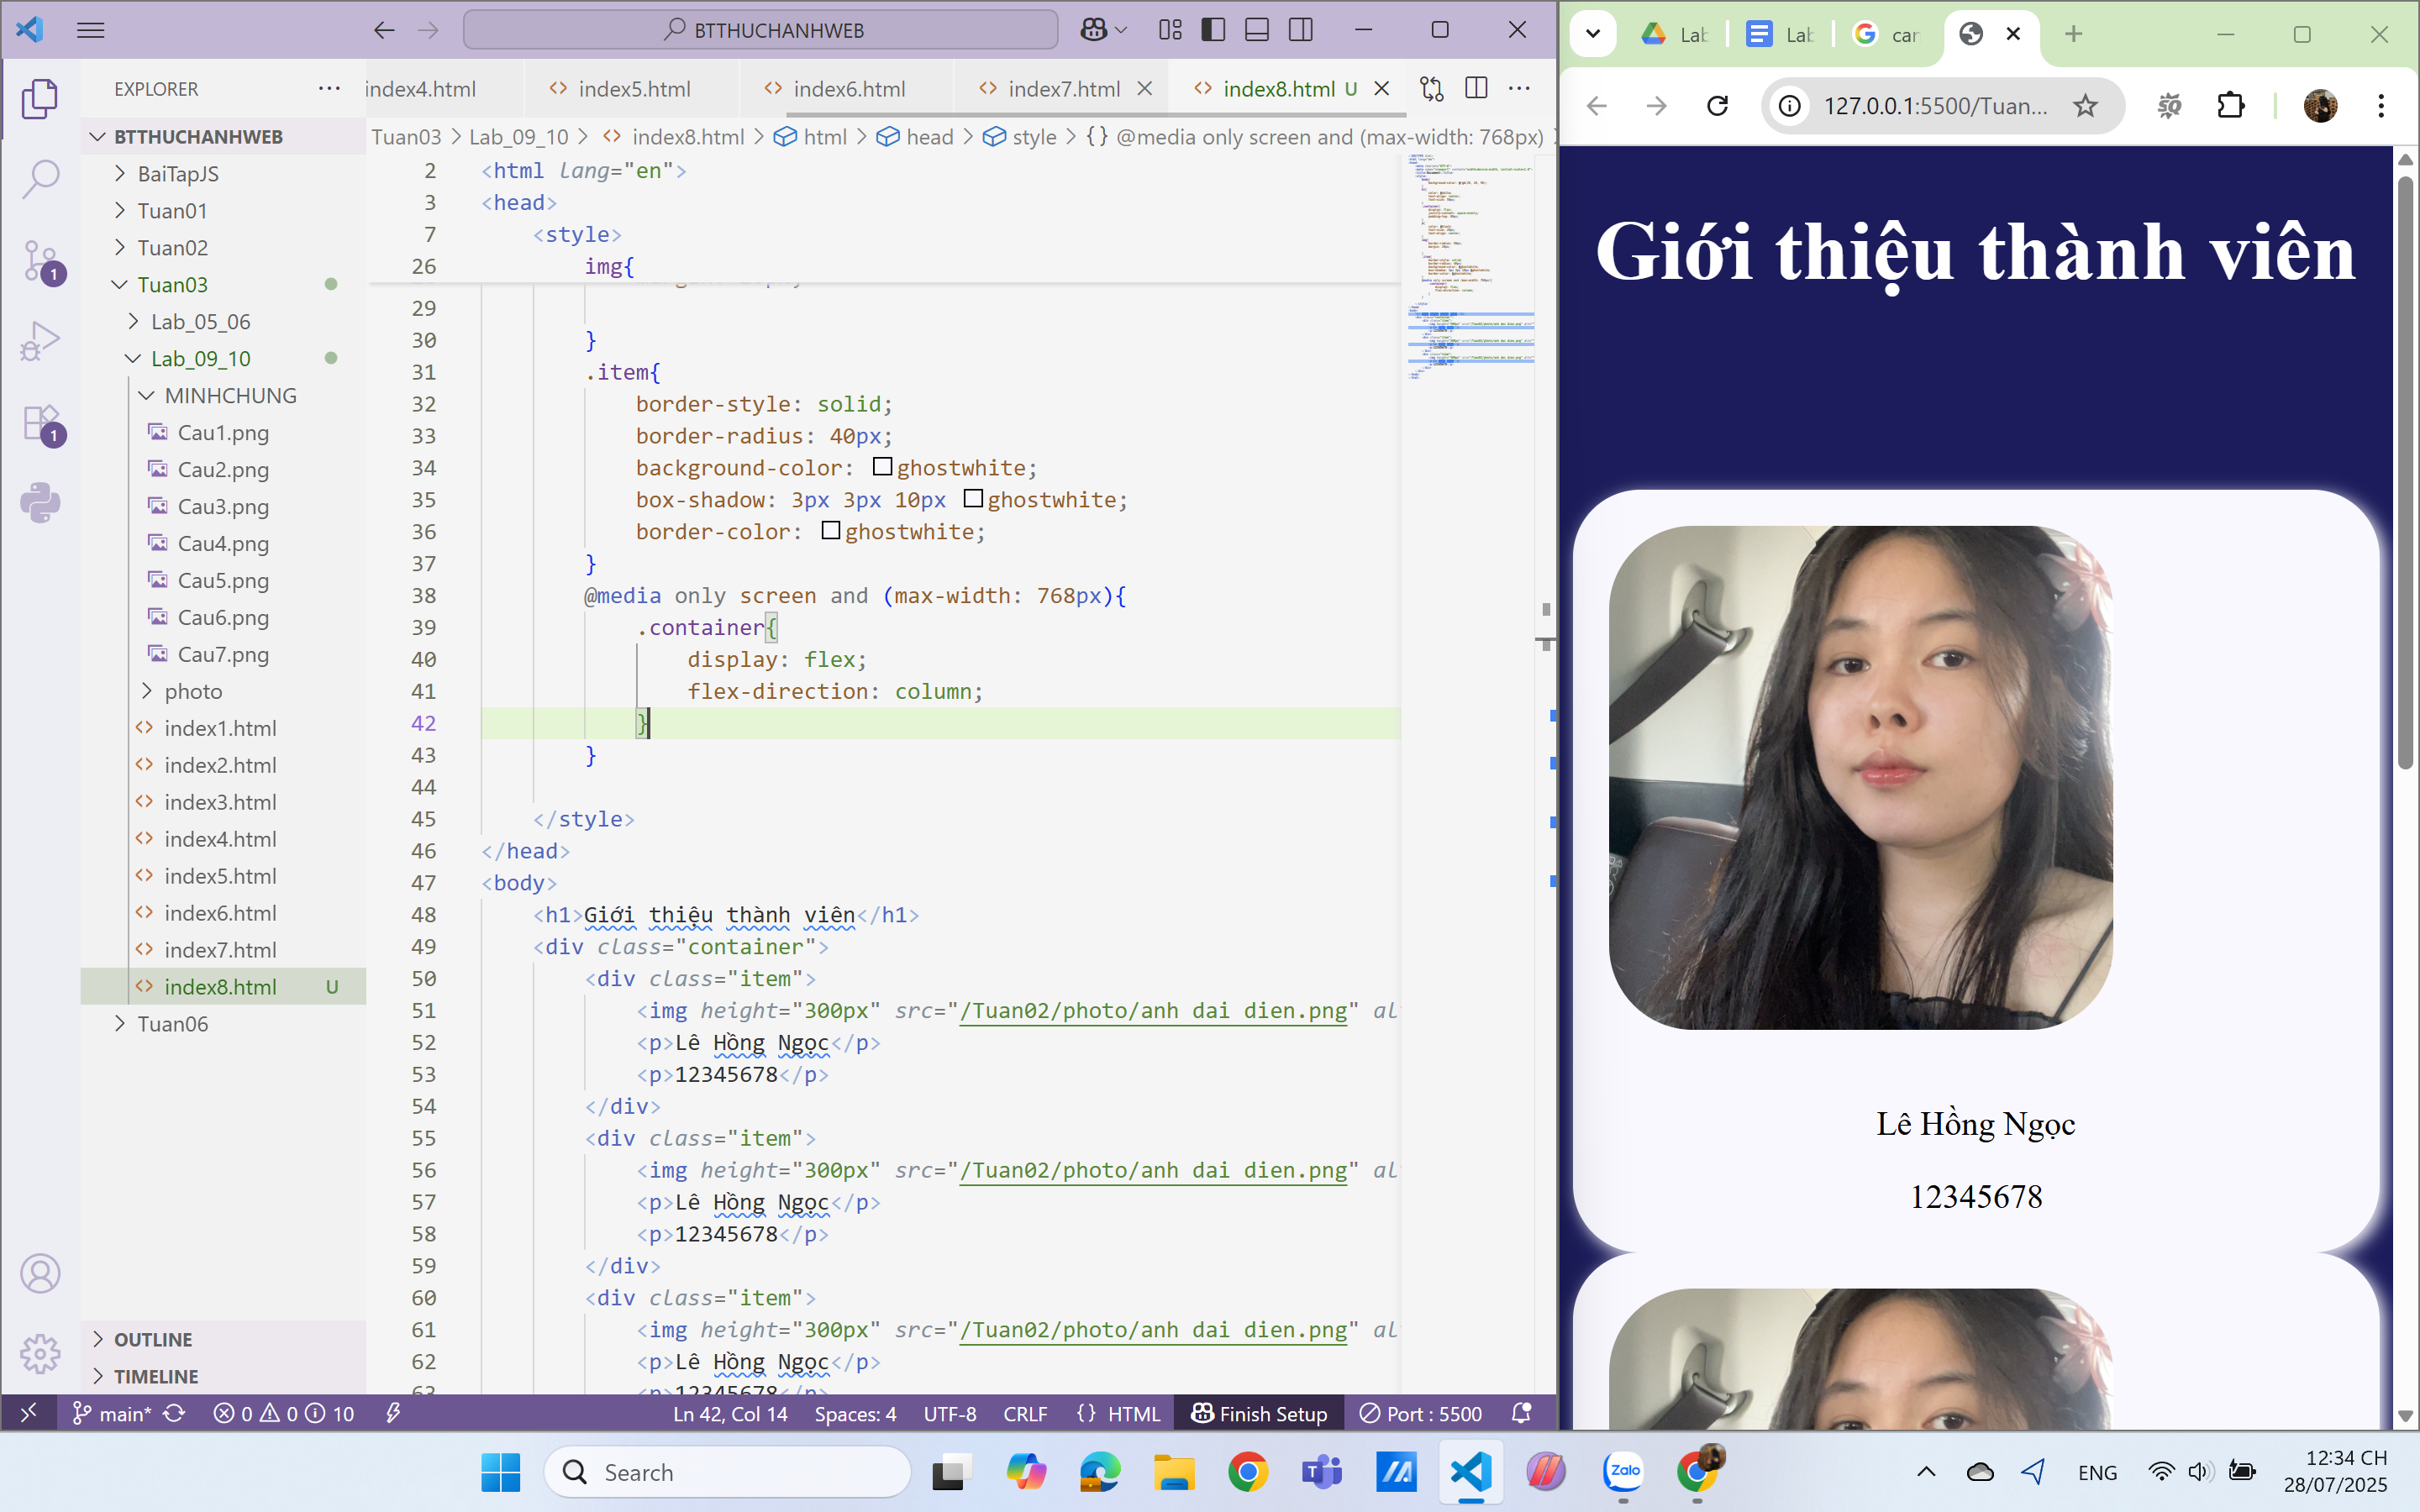 BTTHUCHANHWEB
EXPLORER
index4.html
index5.html
index6.html
index7.html
index8.html U
BTTHUCHANHWEB
BaiTapJS
Tuan01
Tuan02
Tuan03
Lab_05_06
Lab_09_10
MINHCHUNG
Cau1.png
Cau2.png
Cau3.png
Cau4.png
Cau5.png
Cau6.png
Cau7.png
photo
index1.html
index2.html
index3.html
index4.html
index5.html
index6.html
index7.html
index8.html U
Tuan06
OUTLINE
TIMELINE
1
1
Tuan03 > Lab_09_10 > index8.html > html > head > style > {} @media only screen and (max-width: 768px)
2 <html lang="en">
3 <head>
7 <style>
26 img{
29
30 }
31 .item{
32 border-style: solid;
33 border-radius: 40px;
34 background-color: ghostwhite;
35 box-shadow: 3px 3px 10px ghostwhite;
36 border-color: ghostwhite;
37 }
38 @media only screen and (max-width: 768px){
39 .container{
40 display: flex;
41 flex-direction: column;
42 }
43 }
44
45 </style>
46 </head>
47 <body>
48 <h1>Giới thiệu thành viên</h1>
49 <div class="container">
50 <div class="item">
51 <img height="300px" src="/Tuan02/photo/anh dai dien.png" al
52 <p>Lê Hồng Ngọc</p>
53 <p>12345678</p>
54 </div>
55 <div class="item">
56 <img height="300px" src="/Tuan02/photo/anh dai dien.png" al
57 <p>Lê Hồng Ngọc</p>
58 <p>12345678</p>
59 </div>
60 <div class="item">
61 <img height="300px" src="/Tuan02/photo/anh dai dien.png" al
62 <p>Lê Hồng Ngọc</p>
63 <p>12345678</p>
main* 0 0 10
Ln 42, Col 14 Spaces: 4 UTF-8 CRLF {} HTML Finish Setup Port : 5500
Lab
Lab
can
127.0.0.1:5500/Tuan...
Giới thiệu thành viên
Lê Hồng Ngọc
12345678
Search
Zalo
ENG
12:34 CH
28/07/2025